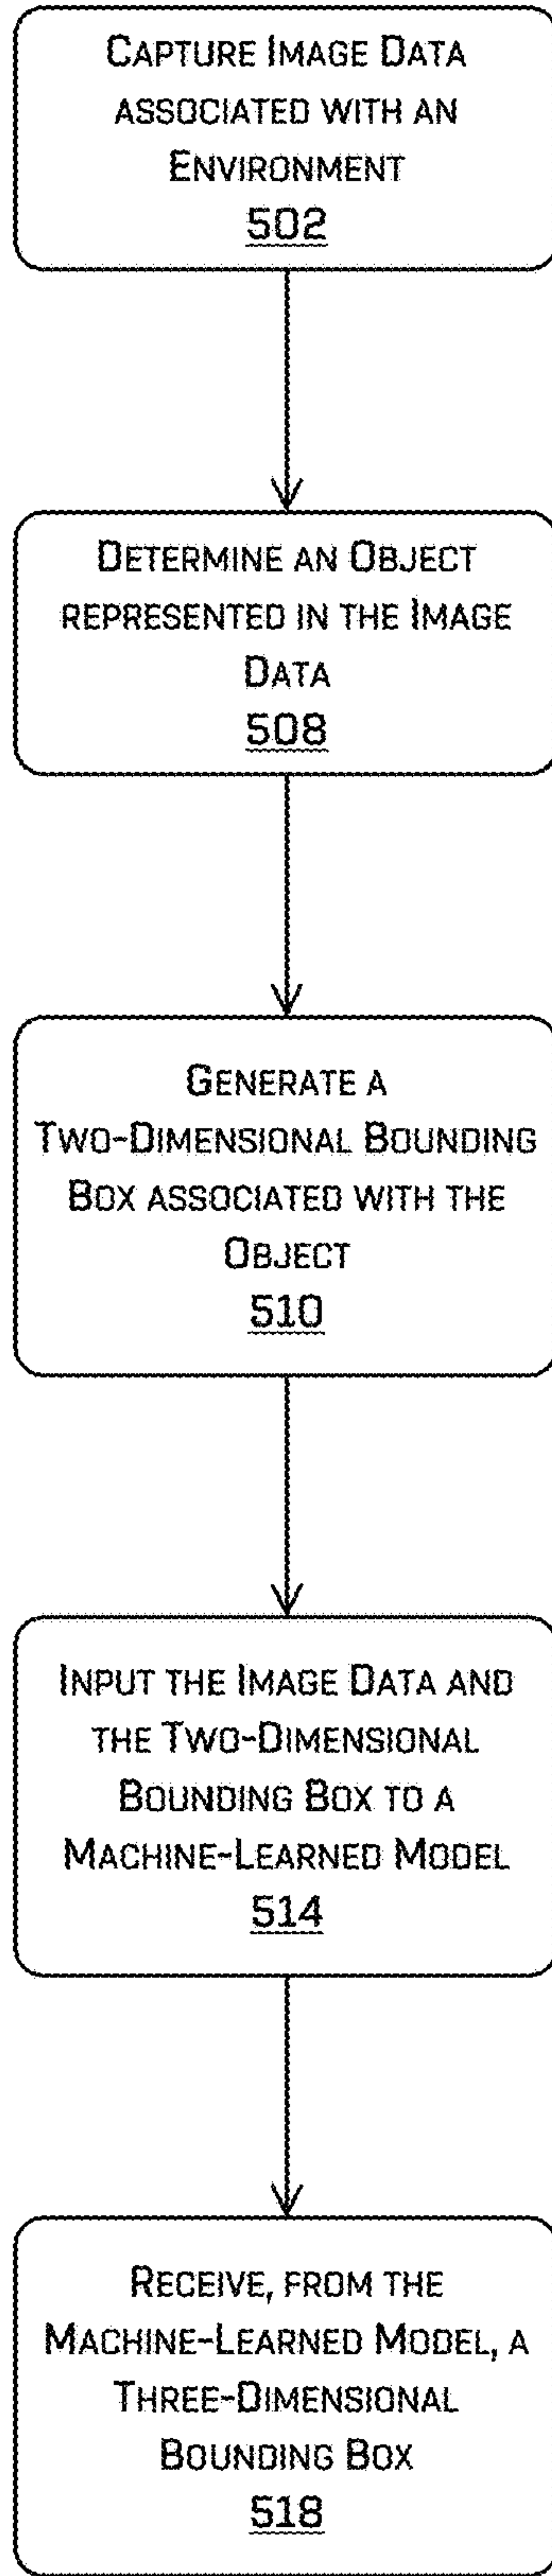 Capture Image Data
associated with an
Environment
502
Determine an Object
represented in the Image
Data
508
Generate a
Two-Dimensional Bounding
Box associated with the
Object
510
Input the Image Data and
the Two-Dimensional
Bounding Box to a
Machine-Learned Model
514
Receive, from the
Machine-Learned Model, a
Three-Dimensional
Bounding Box
518